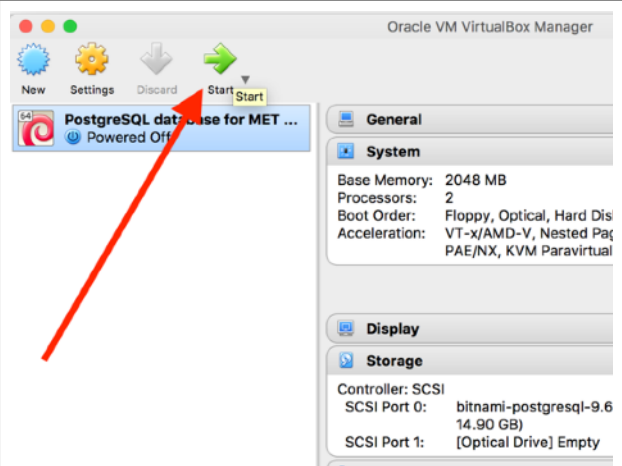 Oracle VM VirtualBox Manager
New Settings Discard Start
Start
64
PostgreSQL database for MET ...
Powered Off
General
System
Base Memory: 2048 MB
Processors: 2
Boot Order: Floppy, Optical, Hard Dis
Acceleration: VT-x/AMD-V, Nested Pag
PAE/NX, KVM Paravirtual
Display
Storage
Controller: SCSI
SCSI Port 0: bitnami-postgresql-9.6
14.90 GB)
SCSI Port 1: [Optical Drive] Empty